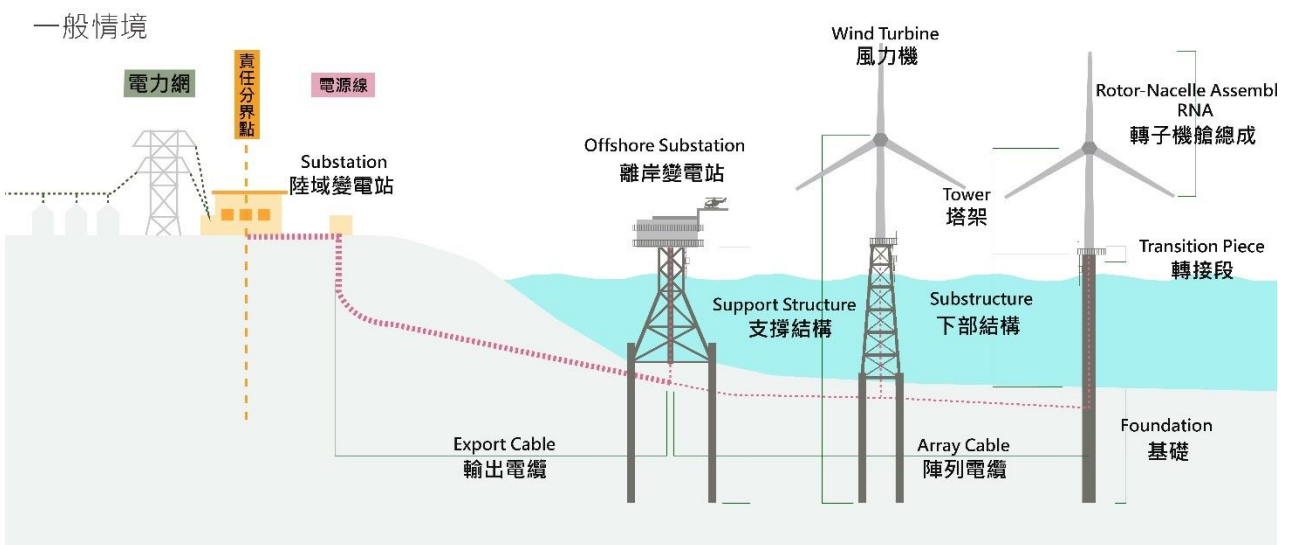 一般情境
電力網
責任分界點
電源線
Substation
陸域變電站
Offshore Substation
離岸變電站
Wind Turbine
風力機
Rotor-Nacelle Assembl
RNA
轉子機艙總成
Tower
塔架
Transition Piece
轉接段
Support Structure
支撐結構
Substructure
下部結構
Export Cable
輸出電纜
Array Cable
陣列電纜
Foundation
基礎